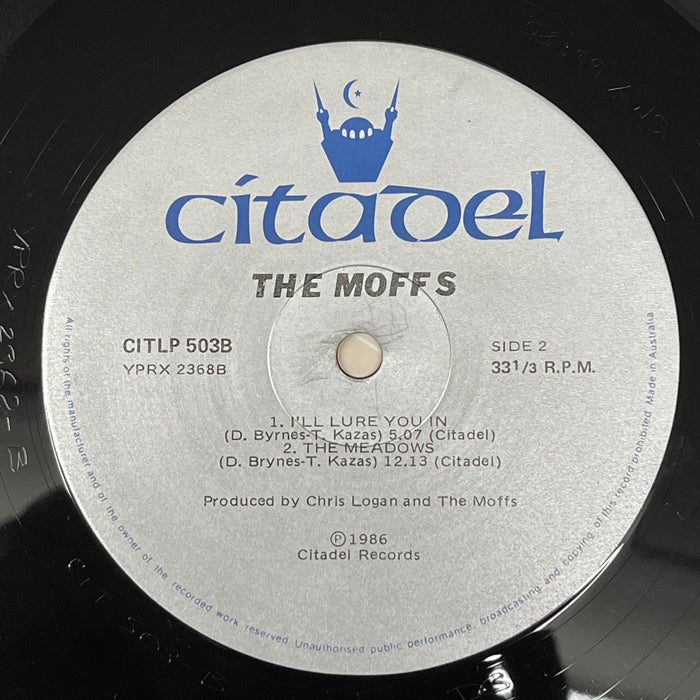 citadel
THE MOFFS
CITLP 503B
SIDE 2
YPRX 2368B
33 1/3 R.P.M.
1. I'LL LURE YOU IN
(D. Byrnes-T. Kazas) 5.07 (Citadel)
2. THE MEADOWS
(D. Brynes-T. Kazas) 12.13 (Citadel)
Produced by Chris Logan and The Moffs
Ⓟ1986
Citadel Records
All rights of the manufacturer and of the owner of the recorded work reserved Unauthorised public performance, broadcasting and copying of this record prohibited Made in Australia
CIT 503